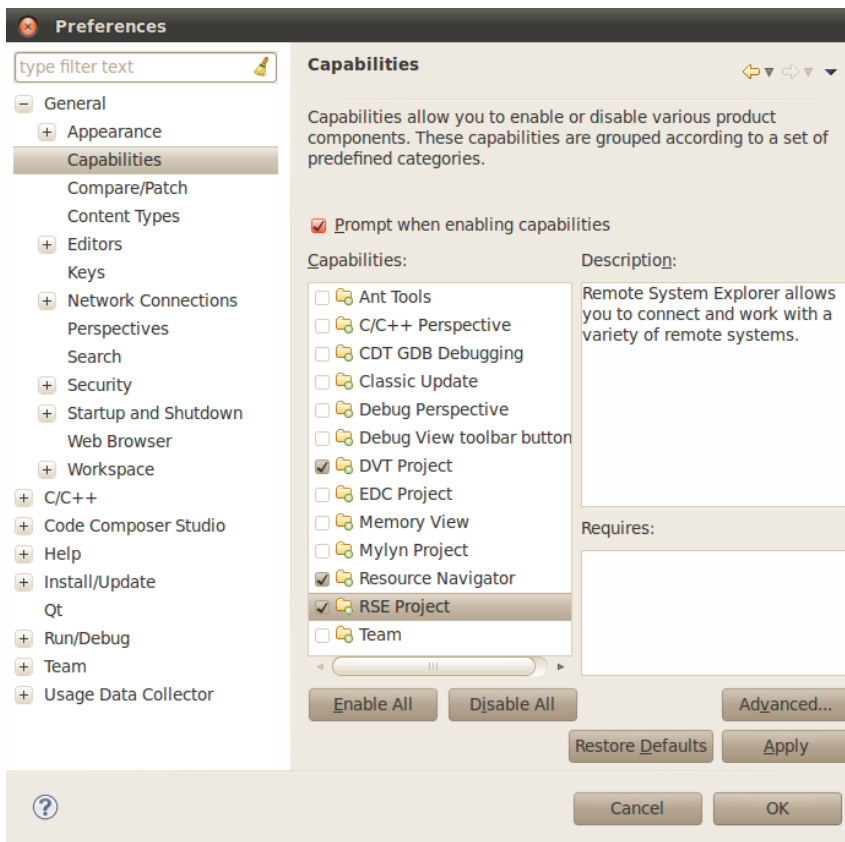 Preferences
type filter text
General
Appearance
Capabilities
Compare/Patch
Content Types
Editors
Keys
Network Connections
Perspectives
Search
Security
Startup and Shutdown
Web Browser
Workspace
C/C++
Code Composer Studio
Help
Install/Update
Qt
Run/Debug
Team
Usage Data Collector
Capabilities
Capabilities allow you to enable or disable various product
components. These capabilities are grouped according to a set of
predefined categories.
Prompt when enabling capabilities
Capabilities:
Ant Tools
C/C++ Perspective
CDT GDB Debugging
Classic Update
Debug Perspective
Debug View toolbar button
DVT Project
EDC Project
Memory View
Mylyn Project
Resource Navigator
RSE Project
Team
Description:
Remote System Explorer allows
you to connect and work with a
variety of remote systems.
Requires:
Enable All
Disable All
Advanced...
Restore Defaults
Apply
?
Cancel
OK